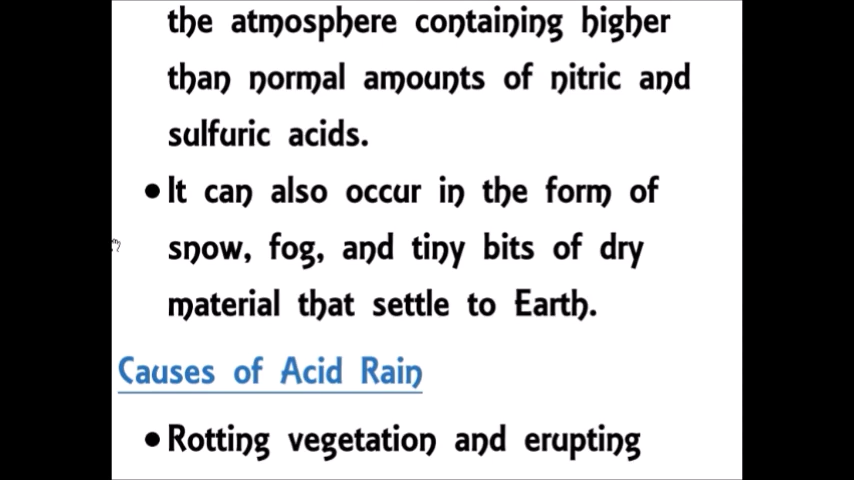 the atmosphere containing higher
than normal amounts of nitric and
sulfuric acids.
•It can also occur in the form of
snow, fog, and tiny bits of dry
material that settle to Earth.
Causes of Acid Rain
•Rotting vegetation and erupting